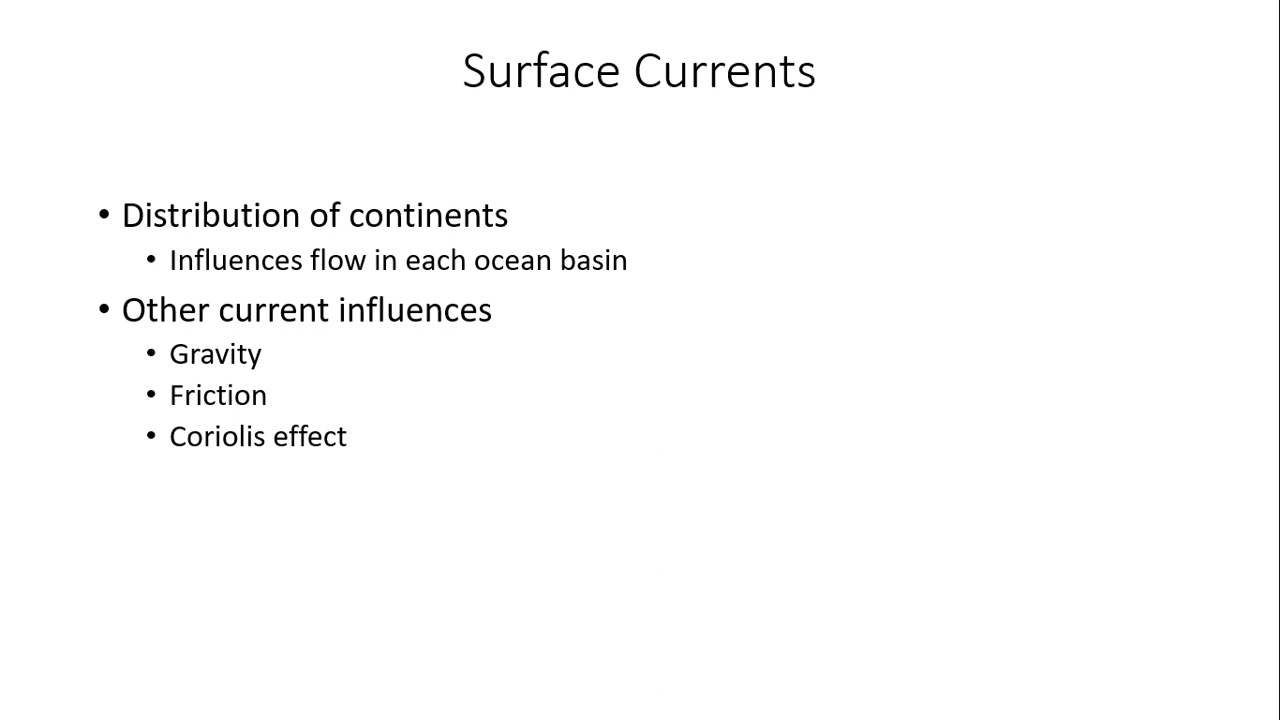 Surface Currents
• Distribution of continents
• Influences flow in each ocean basin
• Other current influences
• Gravity
• Friction
• Coriolis effect